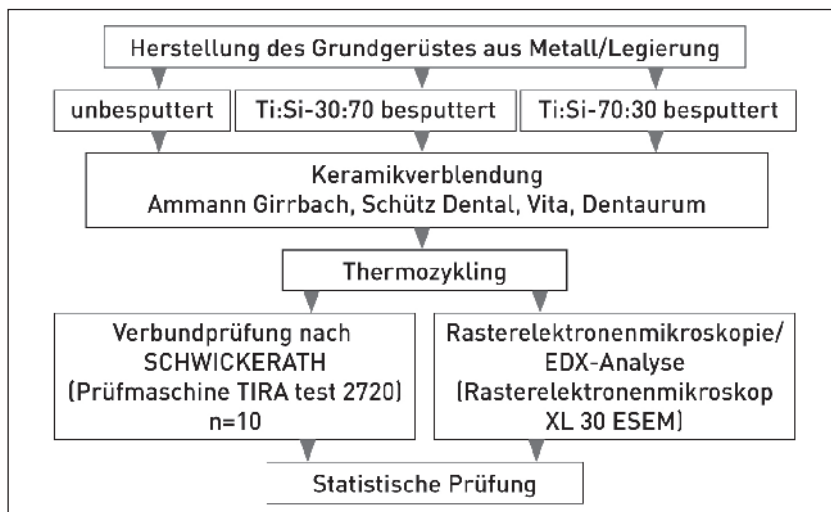 Herstellung des Grundgerüstes aus Metall/Legierung
unbesputtert
Ti:Si-30:70 besputtert
Ti:Si-70:30 besputtert
Keramikverblendung
Ammann Girrbach, Schütz Dental, Vita, Dentaurum
Thermozykling
Verbundprüfung nach
SCHWICKERATH
(Prüfmaschine TIRA test 2720)
n=10
Rasterelektronenmikroskopie/
EDX-Analyse
(Rasterelektronenmikroskop
XL 30 ESEM)
Statistische Prüfung